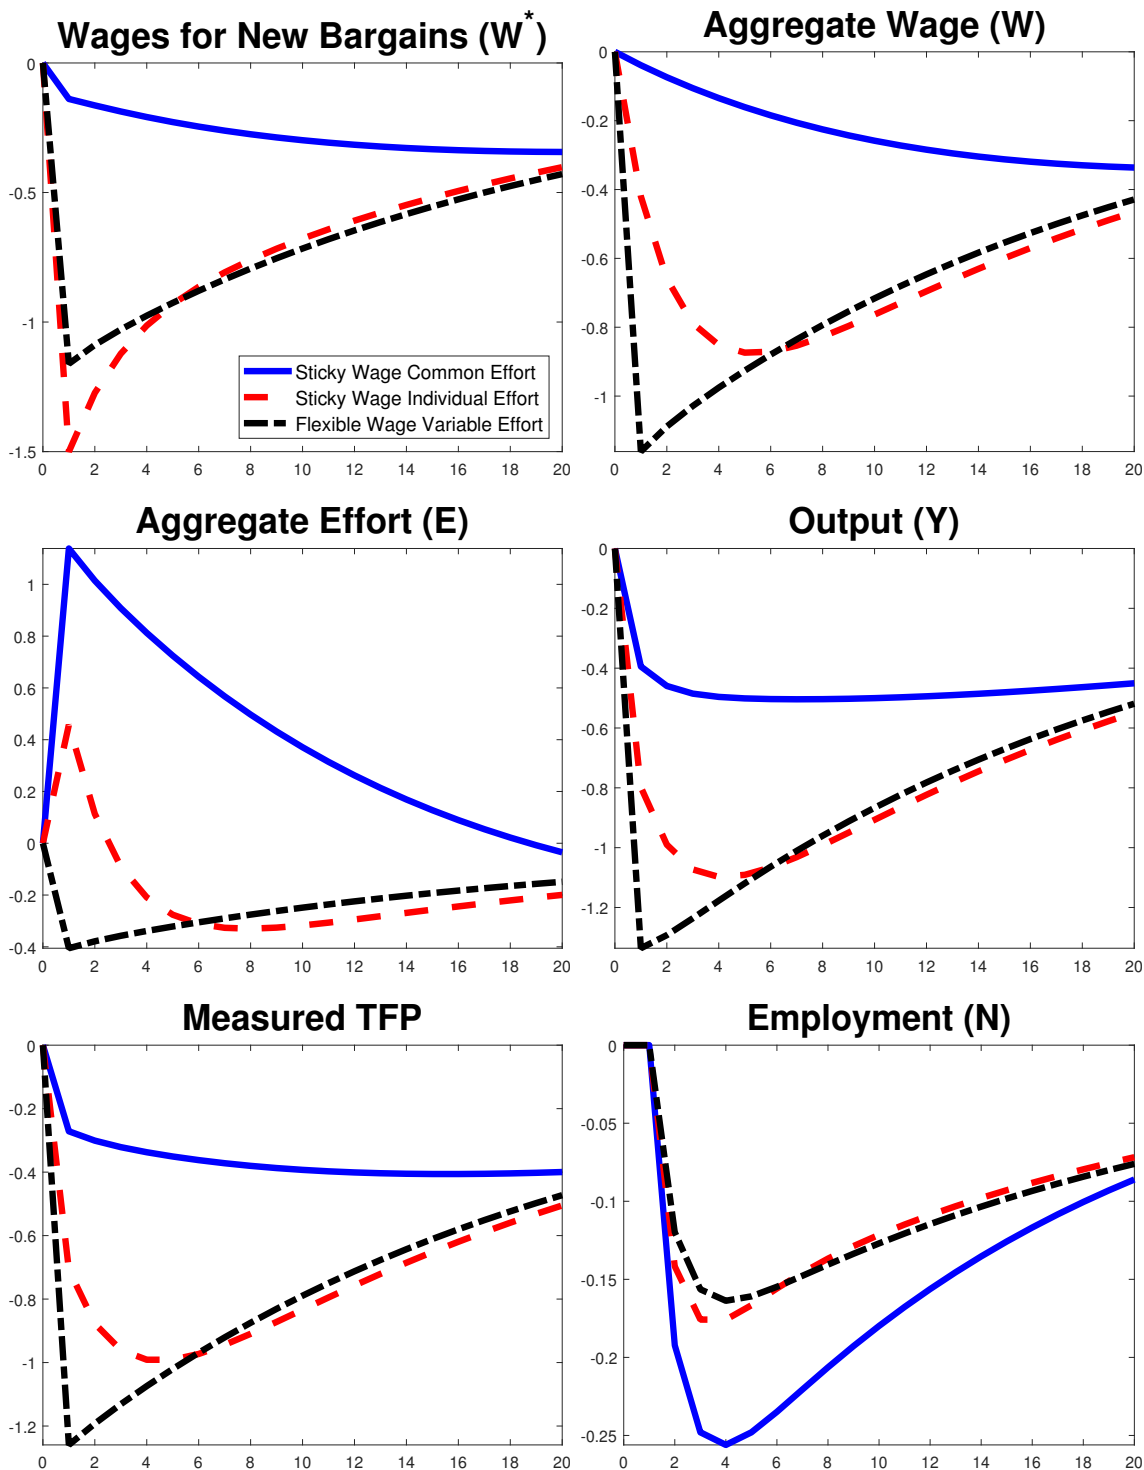 Wages for New Bargains (W*)
0
-0.5
-1
-1.5
0 2 4 6 8 10 12 14 16 18 20
Sticky Wage Common Effort
Sticky Wage Individual Effort
Flexible Wage Variable Effort
Aggregate Wage (W)
0
-0.2
-0.4
-0.6
-0.8
-1
0 2 4 6 8 10 12 14 16 18 20
Aggregate Effort (E)
1
0.8
0.6
0.4
0.2
0
-0.2
-0.4
0 2 4 6 8 10 12 14 16 18 20
Output (Y)
0
-0.2
-0.4
-0.6
-0.8
-1
-1.2
0 2 4 6 8 10 12 14 16 18 20
Measured TFP
0
-0.2
-0.4
-0.6
-0.8
-1
-1.2
0 2 4 6 8 10 12 14 16 18 20
Employment (N)
0
-0.05
-0.1
-0.15
-0.2
-0.25
0 2 4 6 8 10 12 14 16 18 20